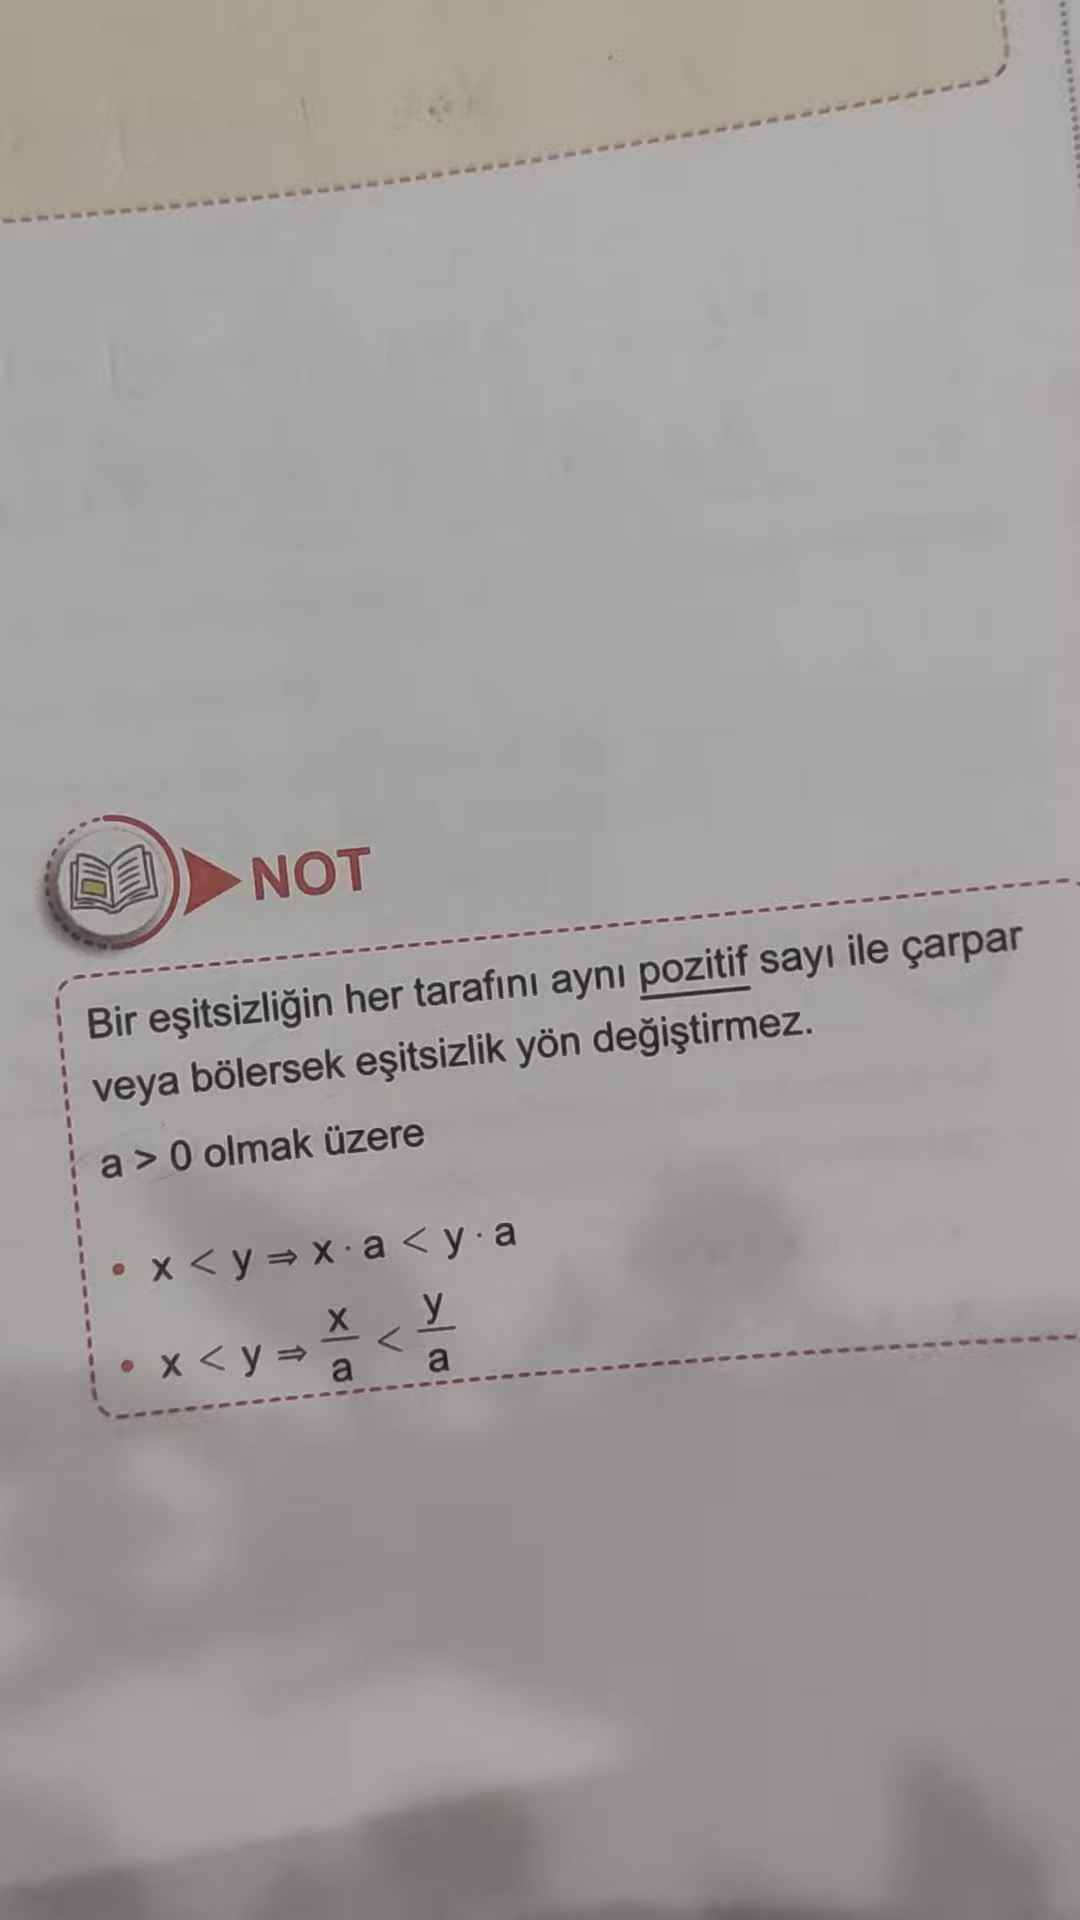 NOT
Bir eşitsizliğin her tarafını aynı pozitif sayı ile çarpar
veya bölersek eşitsizlik yön değiştirmez.
a > 0 olmak üzere
• x < y ⇒ x · a < y · a
• x < y ⇒ x/a < y/a